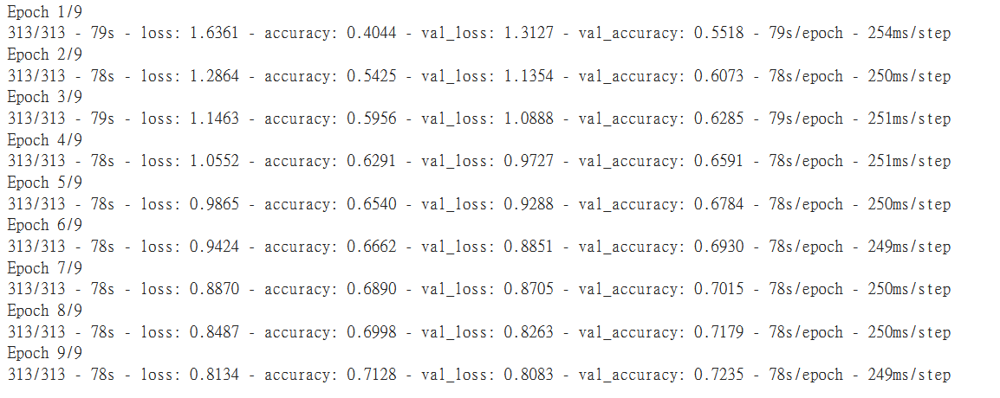 Epoch 1/9
313/313 - 79s - loss: 1.6361 - accuracy: 0.4044 - val_loss: 1.3127 - val_accuracy: 0.5518 - 79s/epoch - 254ms/step
Epoch 2/9
313/313 - 78s - loss: 1.2864 - accuracy: 0.5425 - val_loss: 1.1354 - val_accuracy: 0.6073 - 78s/epoch - 250ms/step
Epoch 3/9
313/313 - 79s - loss: 1.1463 - accuracy: 0.5956 - val_loss: 1.0888 - val_accuracy: 0.6285 - 79s/epoch - 251ms/step
Epoch 4/9
313/313 - 78s - loss: 1.0552 - accuracy: 0.6291 - val_loss: 0.9727 - val_accuracy: 0.6591 - 78s/epoch - 251ms/step
Epoch 5/9
313/313 - 78s - loss: 0.9865 - accuracy: 0.6540 - val_loss: 0.9288 - val_accuracy: 0.6784 - 78s/epoch - 250ms/step
Epoch 6/9
313/313 - 78s - loss: 0.9424 - accuracy: 0.6662 - val_loss: 0.8851 - val_accuracy: 0.6930 - 78s/epoch - 249ms/step
Epoch 7/9
313/313 - 78s - loss: 0.8870 - accuracy: 0.6890 - val_loss: 0.8705 - val_accuracy: 0.7015 - 78s/epoch - 250ms/step
Epoch 8/9
313/313 - 78s - loss: 0.8487 - accuracy: 0.6998 - val_loss: 0.8263 - val_accuracy: 0.7179 - 78s/epoch - 250ms/step
Epoch 9/9
313/313 - 78s - loss: 0.8134 - accuracy: 0.7128 - val_loss: 0.8083 - val_accuracy: 0.7235 - 78s/epoch - 249ms/step